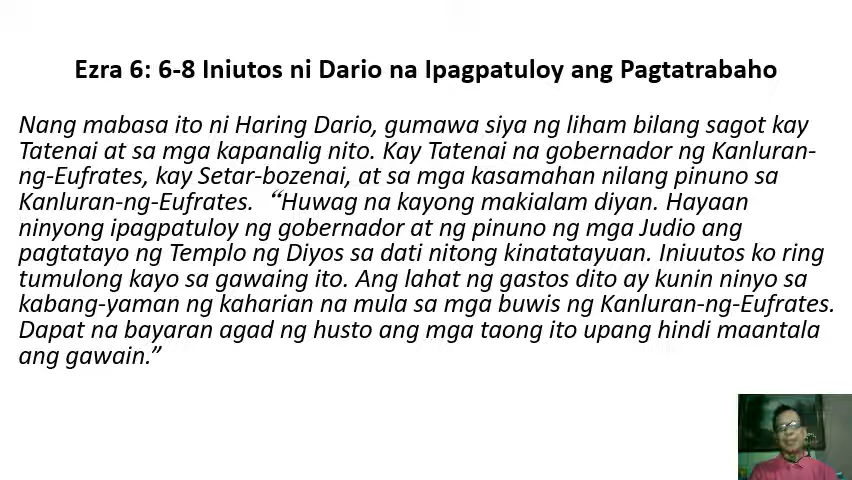 Ezra 6: 6-8 Iniutos ni Dario na Ipagpatuloy ang Pagtatrabaho
Nang mabasa ito ni Haring Dario, gumawa siya ng liham bilang sagot kay
Tatenai at sa mga kapanalig nito. Kay Tatenai na gobernador ng Kanluran-
ng-Eufrates, kay Setar-bozenai, at sa mga kasamahan nilang pinuno sa
Kanluran-ng-Eufrates. “Huwag na kayong makialam diyan. Hayaan
ninyong ipagpatuloy ng gobernador at ng pinuno ng mga Judio ang
pagtatayo ng Templo ng Diyos sa dati nitong kinatatayuan. Iniuutos ko ring
tumulong kayo sa gawaing ito. Ang lahat ng gastos dito ay kunin ninyo sa
kabang-yaman ng kaharian na mula sa mga buwis ng Kanluran-ng-Eufrates.
Dapat na bayaran agad ng husto ang mga taong ito upang hindi maantala
ang gawain.”